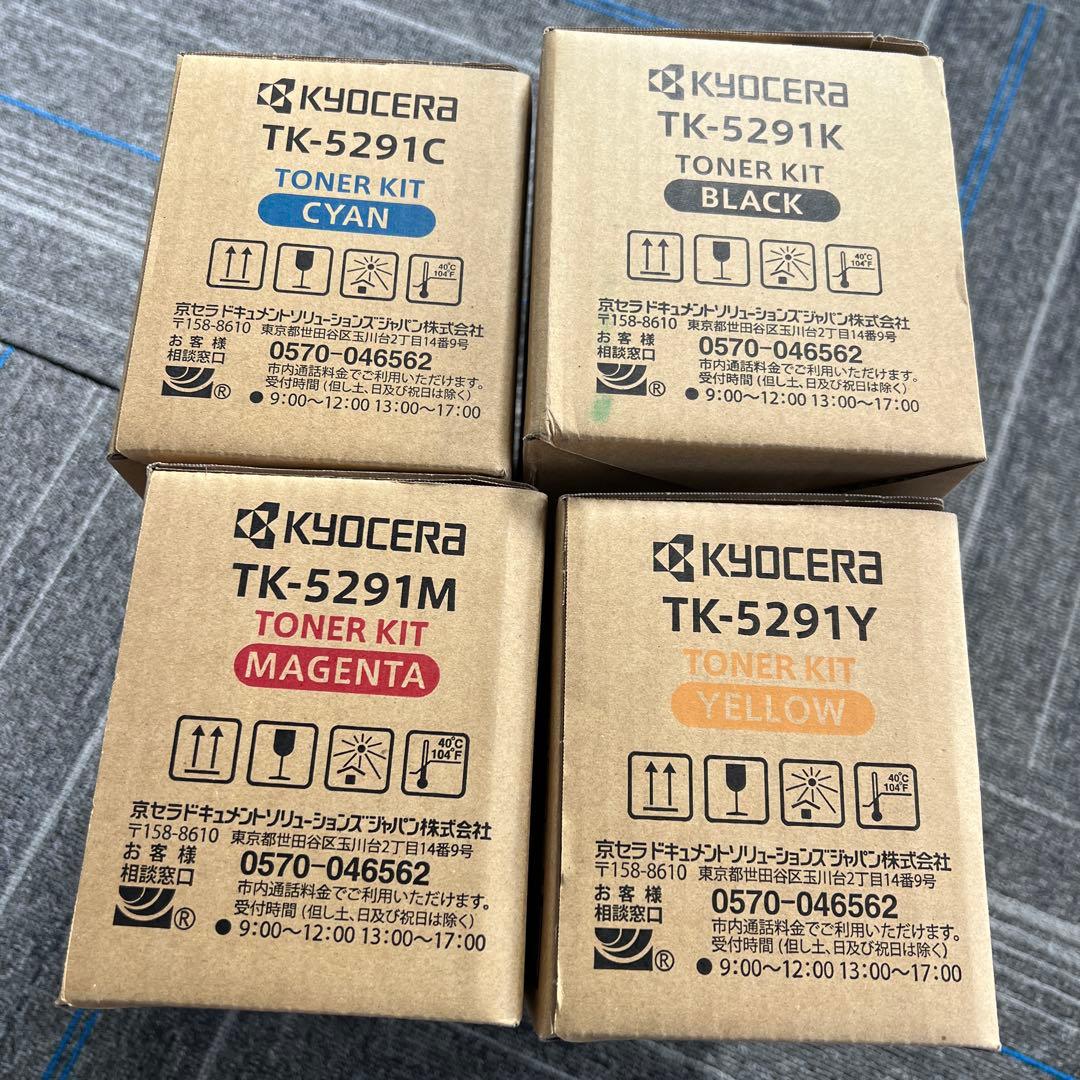 KYOCERA
TK-5291C
TONER KIT
CYAN
40℃
104°F
京セラドキュメントソリューションズジャパン株式会社
〒158-8610 東京都世田谷区玉川台2丁目14番9号
お客様
相談窓口
0570-046562
市内通話料金でご利用いただけます。
受付時間(但し土、日及び祝日は除く)
®
● 9:00～12:00 13:00～17:00
KYOCERA
TK-5291K
TONER KIT
BLACK
40℃
104°F
京セラドキュメントソリューションズジャパン株式会社
〒158-8610 東京都世田谷区玉川台2丁目14番9号
お客様
相談窓口
0570-046562
市内通話料金でご利用いただけます。
受付時間(但し土、日及び祝日は除く)
®
● 9:00～12:00 13:00～17:00
KYOCERA
TK-5291M
TONER KIT
MAGENTA
40℃
104°F
京セラドキュメントソリューションズジャパン株式会社
〒158-8610 東京都世田谷区玉川台2丁目14番9号
お客様
相談窓口
0570-046562
市内通話料金でご利用いただけます。
受付時間(但し土、日及び祝日は除く)
®
● 9:00～12:00 13:00～17:00
KYOCERA
TK-5291Y
TONER KIT
YELLOW
40℃
104°F
京セラドキュメントソリューションズジャパン株式会社
〒158-8610 東京都世田谷区玉川台2丁目14番9号
お客様
相談窓口
0570-046562
市内通話料金でご利用いただけます。
受付時間(但し土、日及び祝日は除く)
®
● 9:00～12:00 13:00～17:00